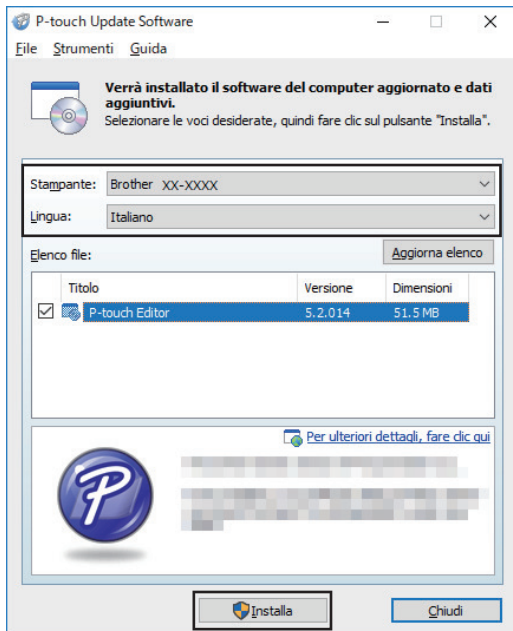 P-touch Update Software
File Strumenti Guida
Verrà installato il software del computer aggiornato e dati
aggiuntivi.
Selezionare le voci desiderate, quindi fare clic sul pulsante "Installa".
Stampante: Brother XX-XXXX
Lingua: Italiano
Elenco file: Aggiorna elenco
Titolo Versione Dimensioni
P-touch Editor 5.2.014 51.5 MB
Per ulteriori dettagli, fare clic qui
P
Installa Chiudi